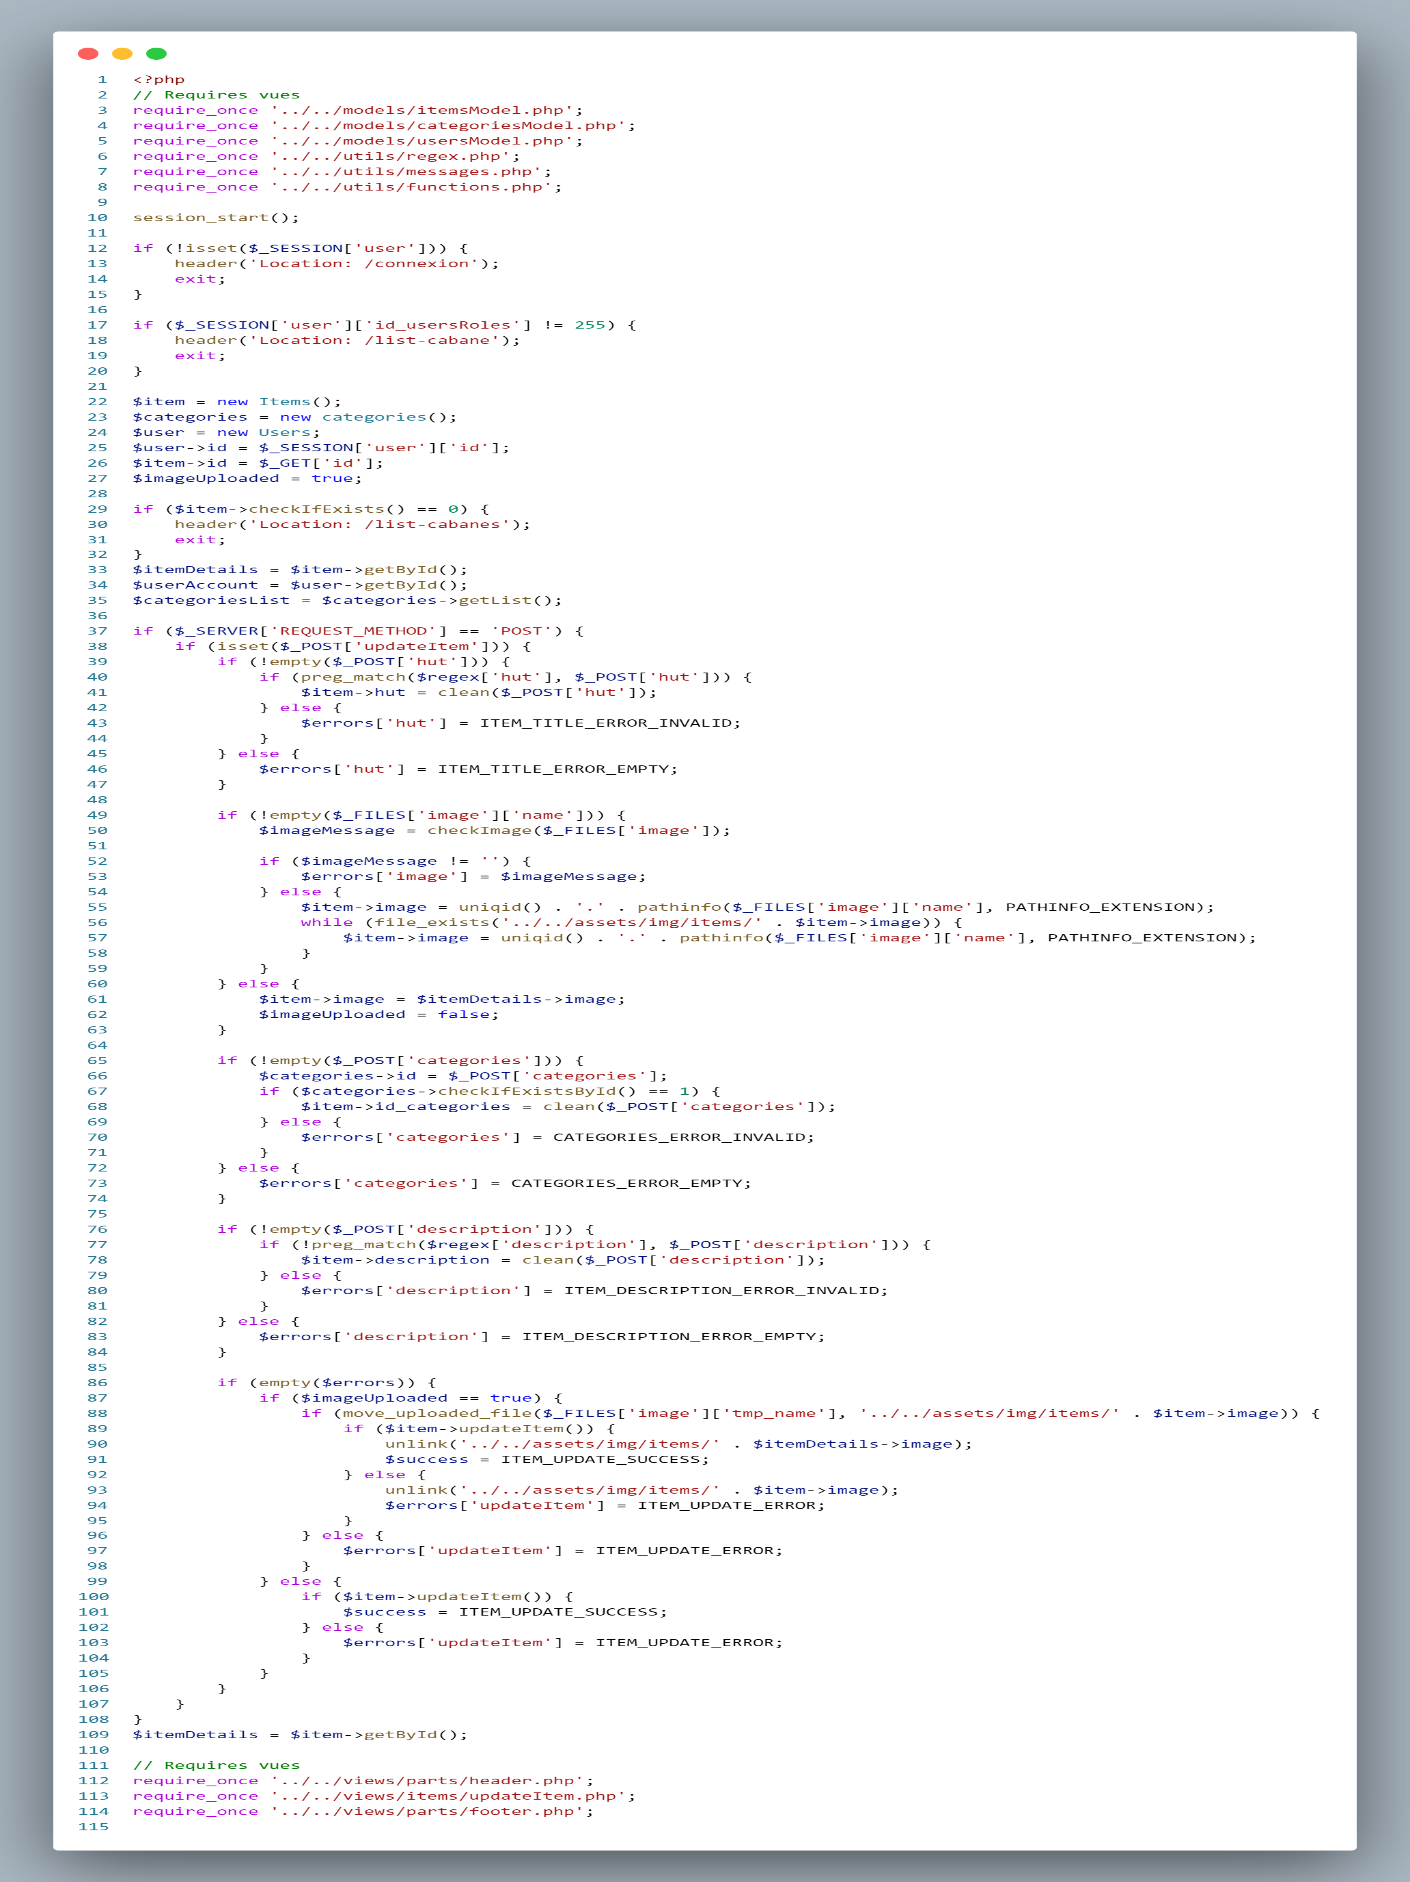 1 <?php
2 // Requires vues
3 require_once '../../models/itemsModel.php';
4 require_once '../../models/categoriesModel.php';
5 require_once '../../models/usersModel.php';
6 require_once '../../utils/regex.php';
7 require_once '../../utils/messages.php';
8 require_once '../../utils/functions.php';
9
10 session_start();
11
12 if (!isset($_SESSION['user'])) {
13     header('Location: /connexion');
14     exit;
15 }
16
17 if ($_SESSION['user']['id_usersRoles'] != 255) {
18     header('Location: /list-cabane');
19     exit;
20 }
21
22 $item = new Items();
23 $categories = new categories();
24 $user = new Users;
25 $user->id = $_SESSION['user']['id'];
26 $item->id = $_GET['id'];
27 $imageUploaded = true;
28
29 if ($item->checkIfExists() == 0) {
30     header('Location: /list-cabanes');
31     exit;
32 }
33 $itemDetails = $item->getById();
34 $userAccount = $user->getById();
35 $categoriesList = $categories->getList();
36
37 if ($_SERVER['REQUEST_METHOD'] == 'POST') {
38     if (isset($_POST['updateItem'])) {
39         if (!empty($_POST['hut'])) {
40             if (preg_match($regex['hut'], $_POST['hut'])) {
41                 $item->hut = clean($_POST['hut']);
42             } else {
43                 $errors['hut'] = ITEM_TITLE_ERROR_INVALID;
44             }
45         } else {
46             $errors['hut'] = ITEM_TITLE_ERROR_EMPTY;
47         }
48
49         if (!empty($_FILES['image']['name'])) {
50             $imageMessage = checkImage($_FILES['image']);
51
52             if ($imageMessage != '') {
53                 $errors['image'] = $imageMessage;
54             } else {
55                 $item->image = uniqid() . '.' . pathinfo($_FILES['image']['name'], PATHINFO_EXTENSION);
56                 while (file_exists('../../assets/img/items/' . $item->image)) {
57                     $item->image = uniqid() . '.' . pathinfo($_FILES['image']['name'], PATHINFO_EXTENSION);
58                 }
59             }
60         } else {
61             $item->image = $itemDetails->image;
62             $imageUploaded = false;
63         }
64
65         if (!empty($_POST['categories'])) {
66             $categories->id = $_POST['categories'];
67             if ($categories->checkIfExistsById() == 1) {
68                 $item->id_categories = clean($_POST['categories']);
69             } else {
70                 $errors['categories'] = CATEGORIES_ERROR_INVALID;
71             }
72         } else {
73             $errors['categories'] = CATEGORIES_ERROR_EMPTY;
74         }
75
76         if (!empty($_POST['description'])) {
77             if (!preg_match($regex['description'], $_POST['description'])) {
78                 $item->description = clean($_POST['description']);
79             } else {
80                 $errors['description'] = ITEM_DESCRIPTION_ERROR_INVALID;
81             }
82         } else {
83             $errors['description'] = ITEM_DESCRIPTION_ERROR_EMPTY;
84         }
85
86         if (empty($errors)) {
87             if ($imageUploaded == true) {
88                 if (move_uploaded_file($_FILES['image']['tmp_name'], '../../assets/img/items/' . $item->image)) {
89                     if ($item->updateItem()) {
90                         unlink('../../assets/img/items/' . $itemDetails->image);
91                         $success = ITEM_UPDATE_SUCCESS;
92                     } else {
93                         unlink('../../assets/img/items/' . $item->image);
94                         $errors['updateItem'] = ITEM_UPDATE_ERROR;
95                     }
96                 } else {
97                     $errors['updateItem'] = ITEM_UPDATE_ERROR;
98                 }
99             } else {
100                 if ($item->updateItem()) {
101                     $success = ITEM_UPDATE_SUCCESS;
102                 } else {
103                     $errors['updateItem'] = ITEM_UPDATE_ERROR;
104                 }
105             }
106         }
107     }
108 }
109 $itemDetails = $item->getById();
110
111 // Requires vues
112 require_once '../../views/parts/header.php';
113 require_once '../../views/items/updateItem.php';
114 require_once '../../views/parts/footer.php';
115